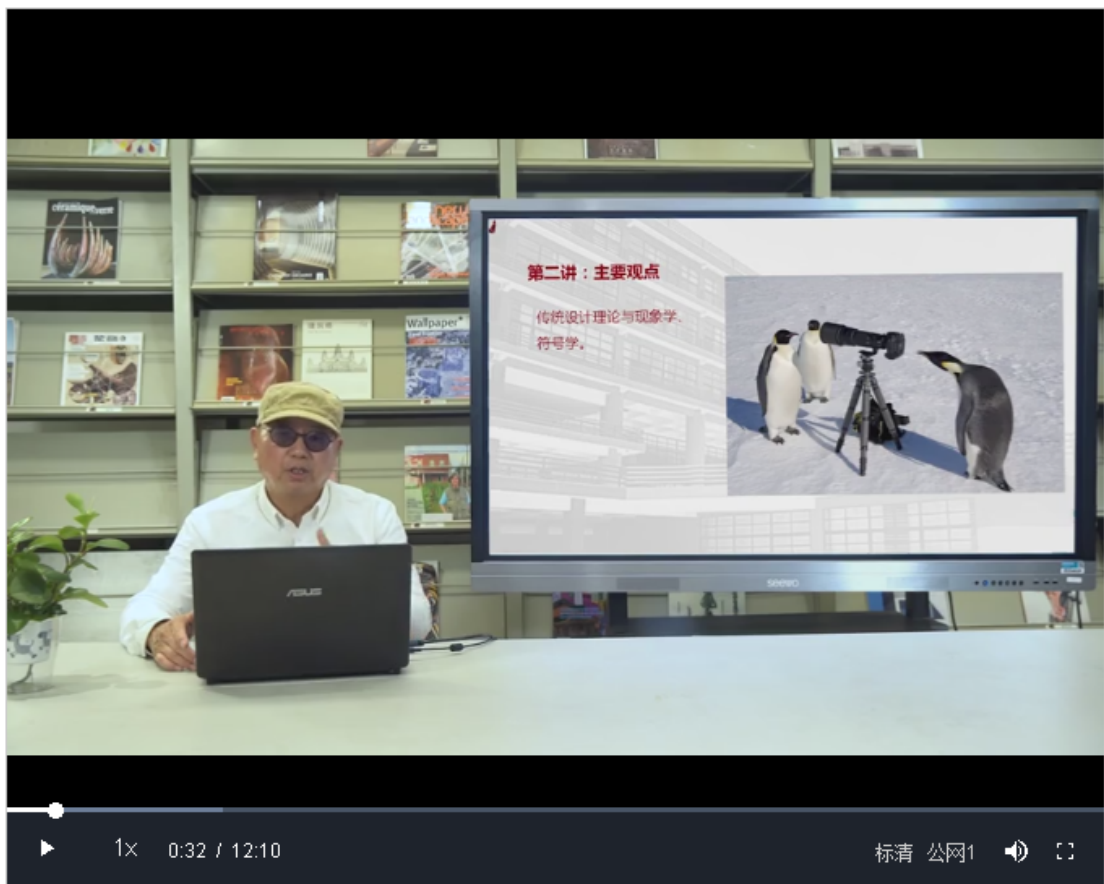 céramique
Wallpaper*
第二讲：主要观点
传统设计理论与现象学、
符号学。
ASUS
seewo
1x
0:32 / 12:10
标清 公网1